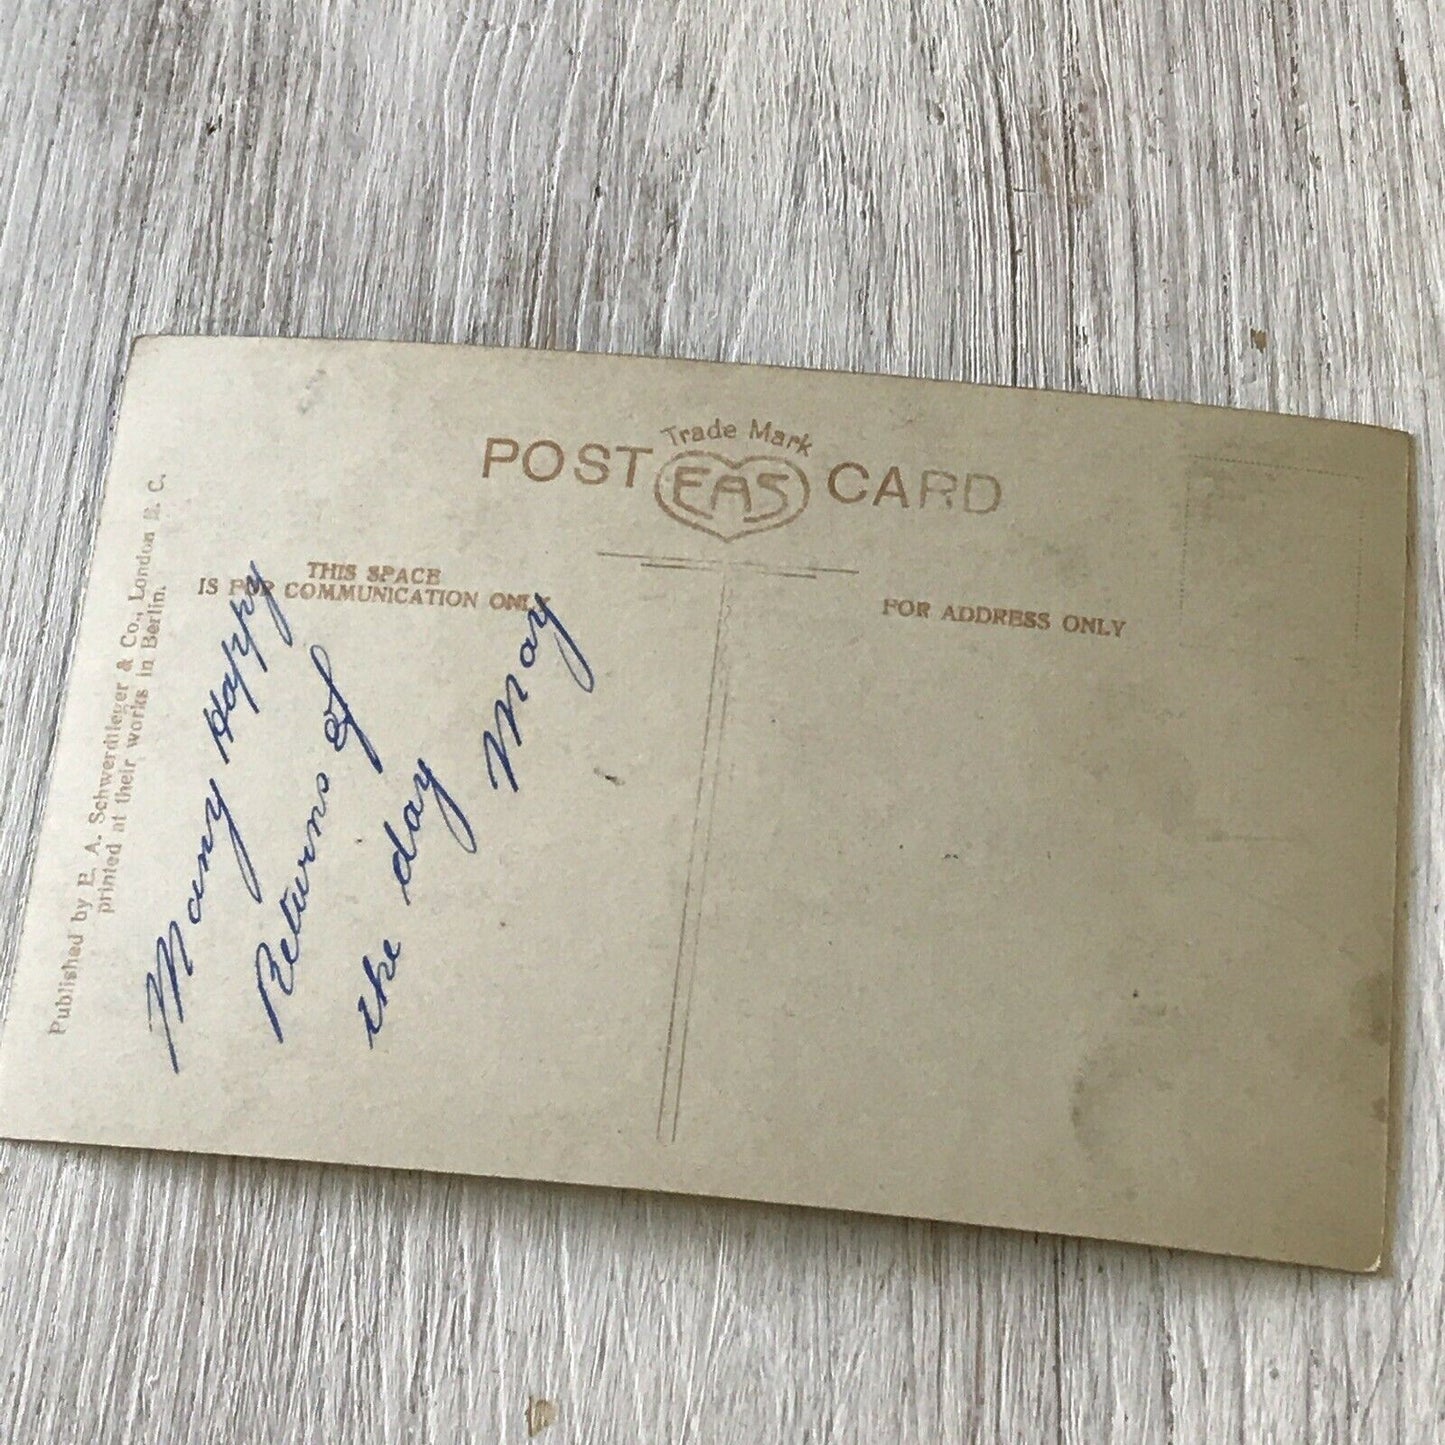 Trade Mark
POST EAS CARD
THIS SPACE
IS FOR COMMUNICATION ONLY
FOR ADDRESS ONLY
Published by E. A. Schwerdtfeger & Co., London E. C.
printed at their works in Berlin.
Many Happy
Returns of
the day
May